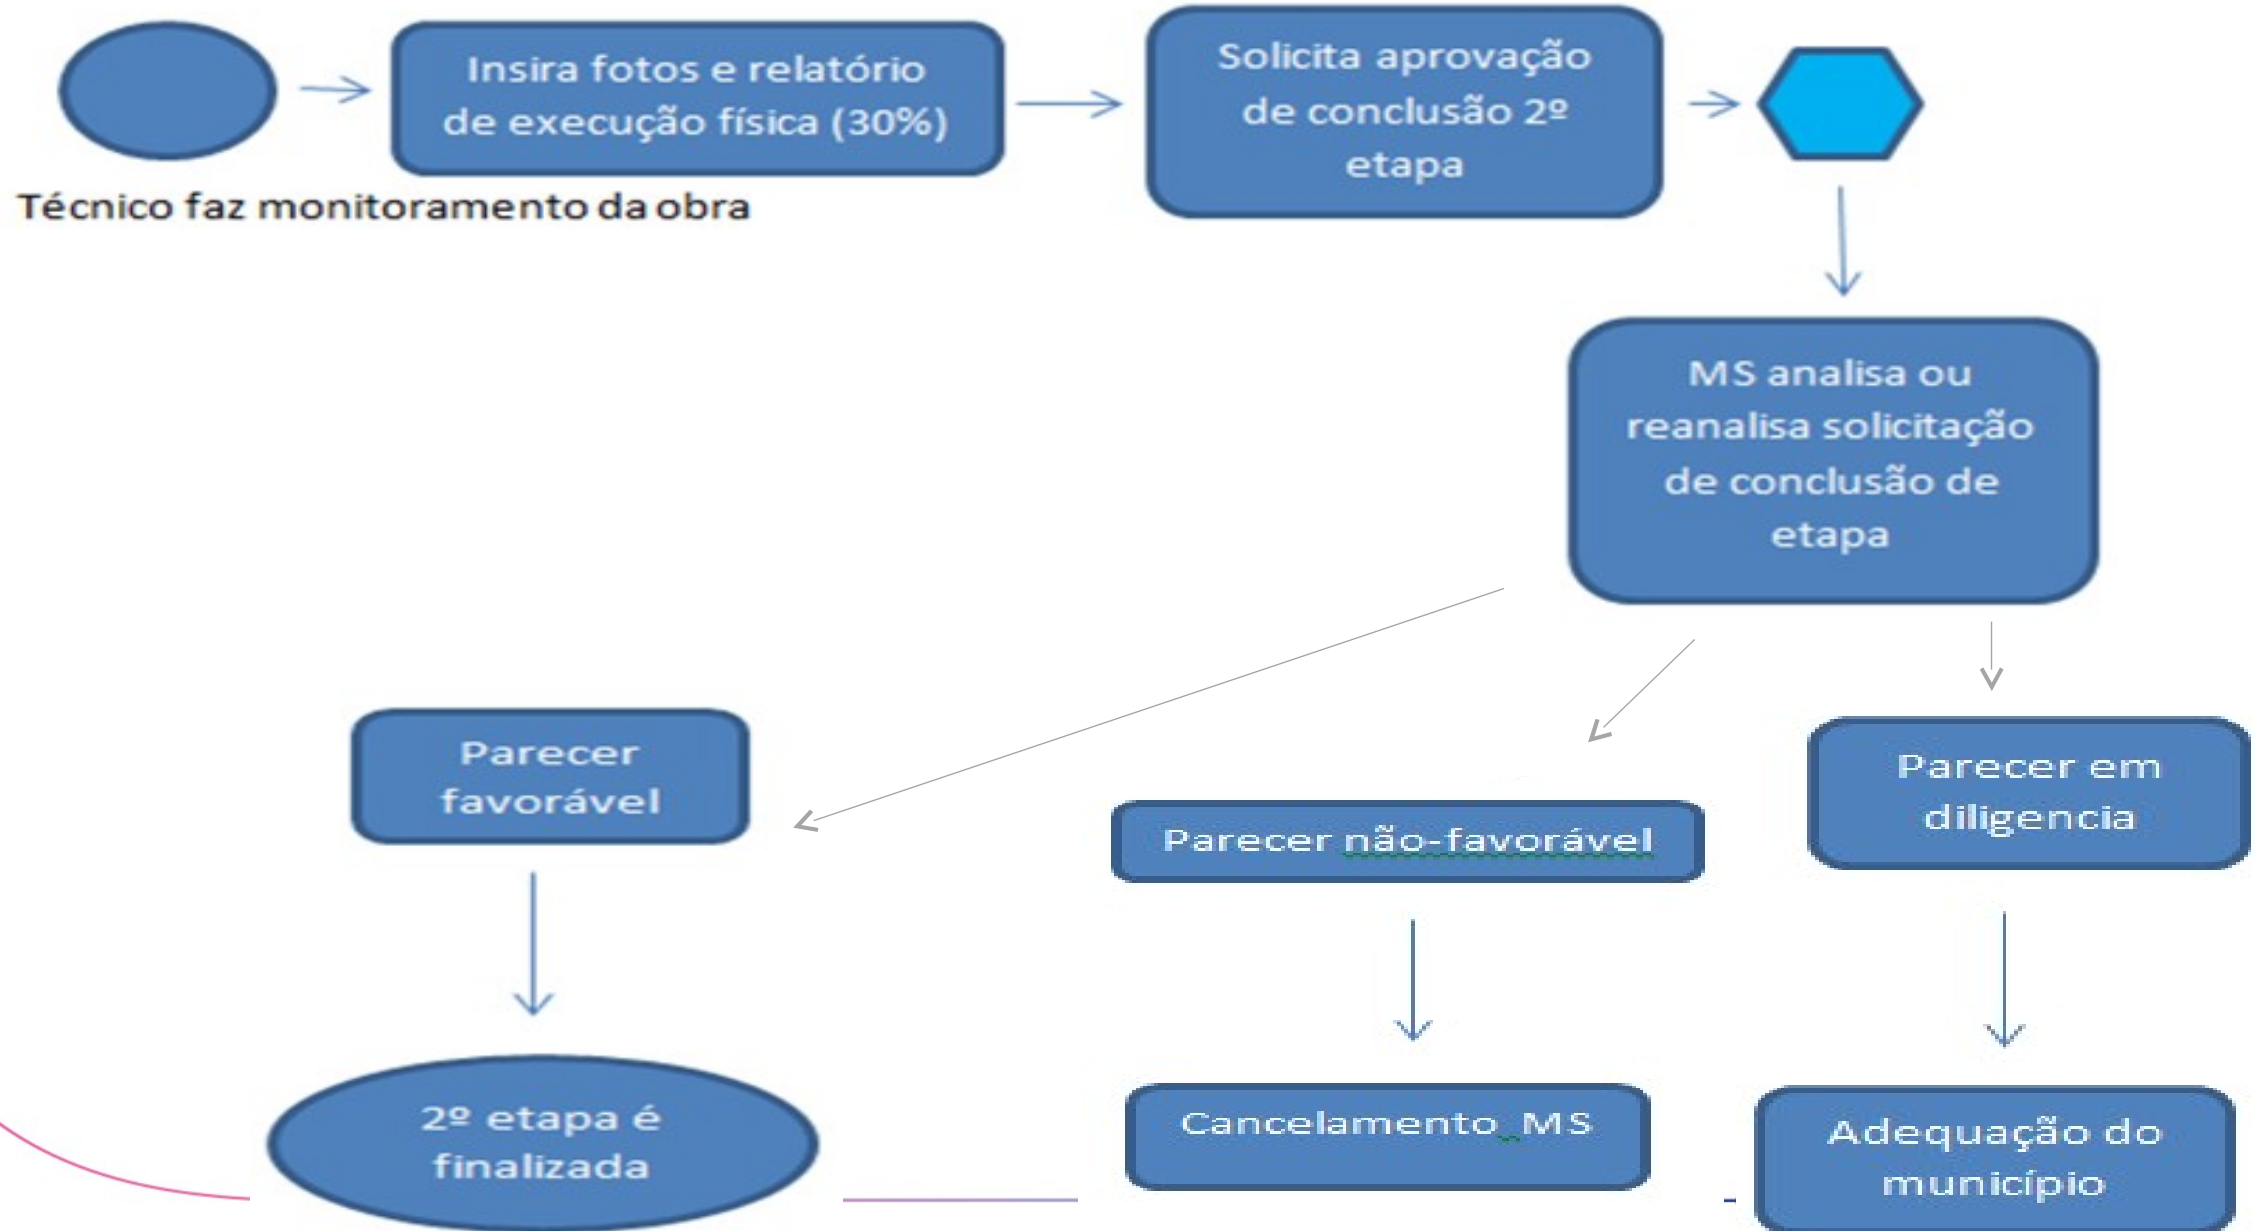 Insira fotos e relatório
de execução física (30%)
Solicita aprovação
de conclusão 2º
etapa
Técnico faz monitoramento da obra
MS analisa ou
reanalisa solicitação
de conclusão de
etapa
Parecer
favorável
Parecer não-favorável
Parecer em
diligencia
2º etapa é
finalizada
Cancelamento MS
Adequação do
município